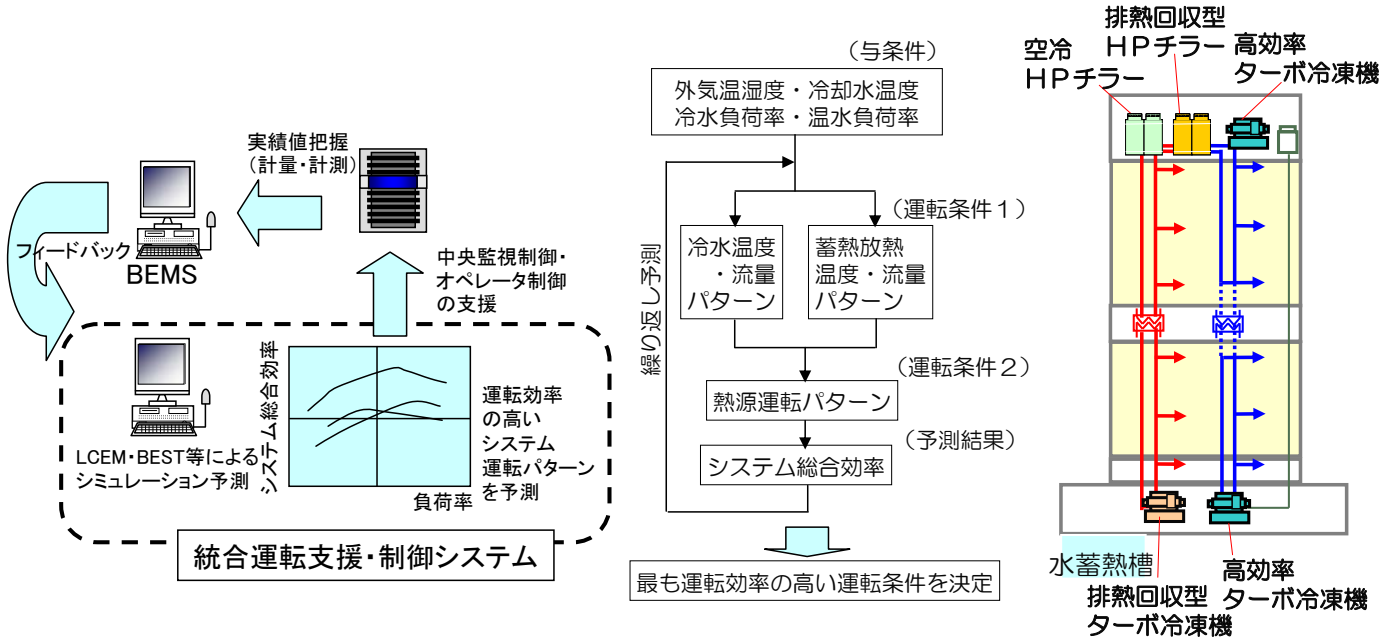 実績値把握
（計量・計測）
フィードバック
BEMS
中央監視制御・
オペレータ制御
の支援
システム総合効率
負荷率
運転効率
の高い
システム
運転パターン
を予測
LCEM・BEST等による
シミュレーション予測
統合運転支援・制御システム
（与条件）
外気温湿度・冷却水温度
冷水負荷率・温水負荷率
（運転条件１）
冷水温度
・流量
パターン
蓄熱放熱
温度・流量
パターン
繰り返し予測
（運転条件２）
熱源運転パターン
（予測結果）
システム総合効率
最も運転効率の高い運転条件を決定
空冷
ＨＰチラー
排熱回収型
ＨＰチラー
高効率
ターボ冷凍機
水蓄熱槽
排熱回収型
ターボ冷凍機
高効率
ターボ冷凍機